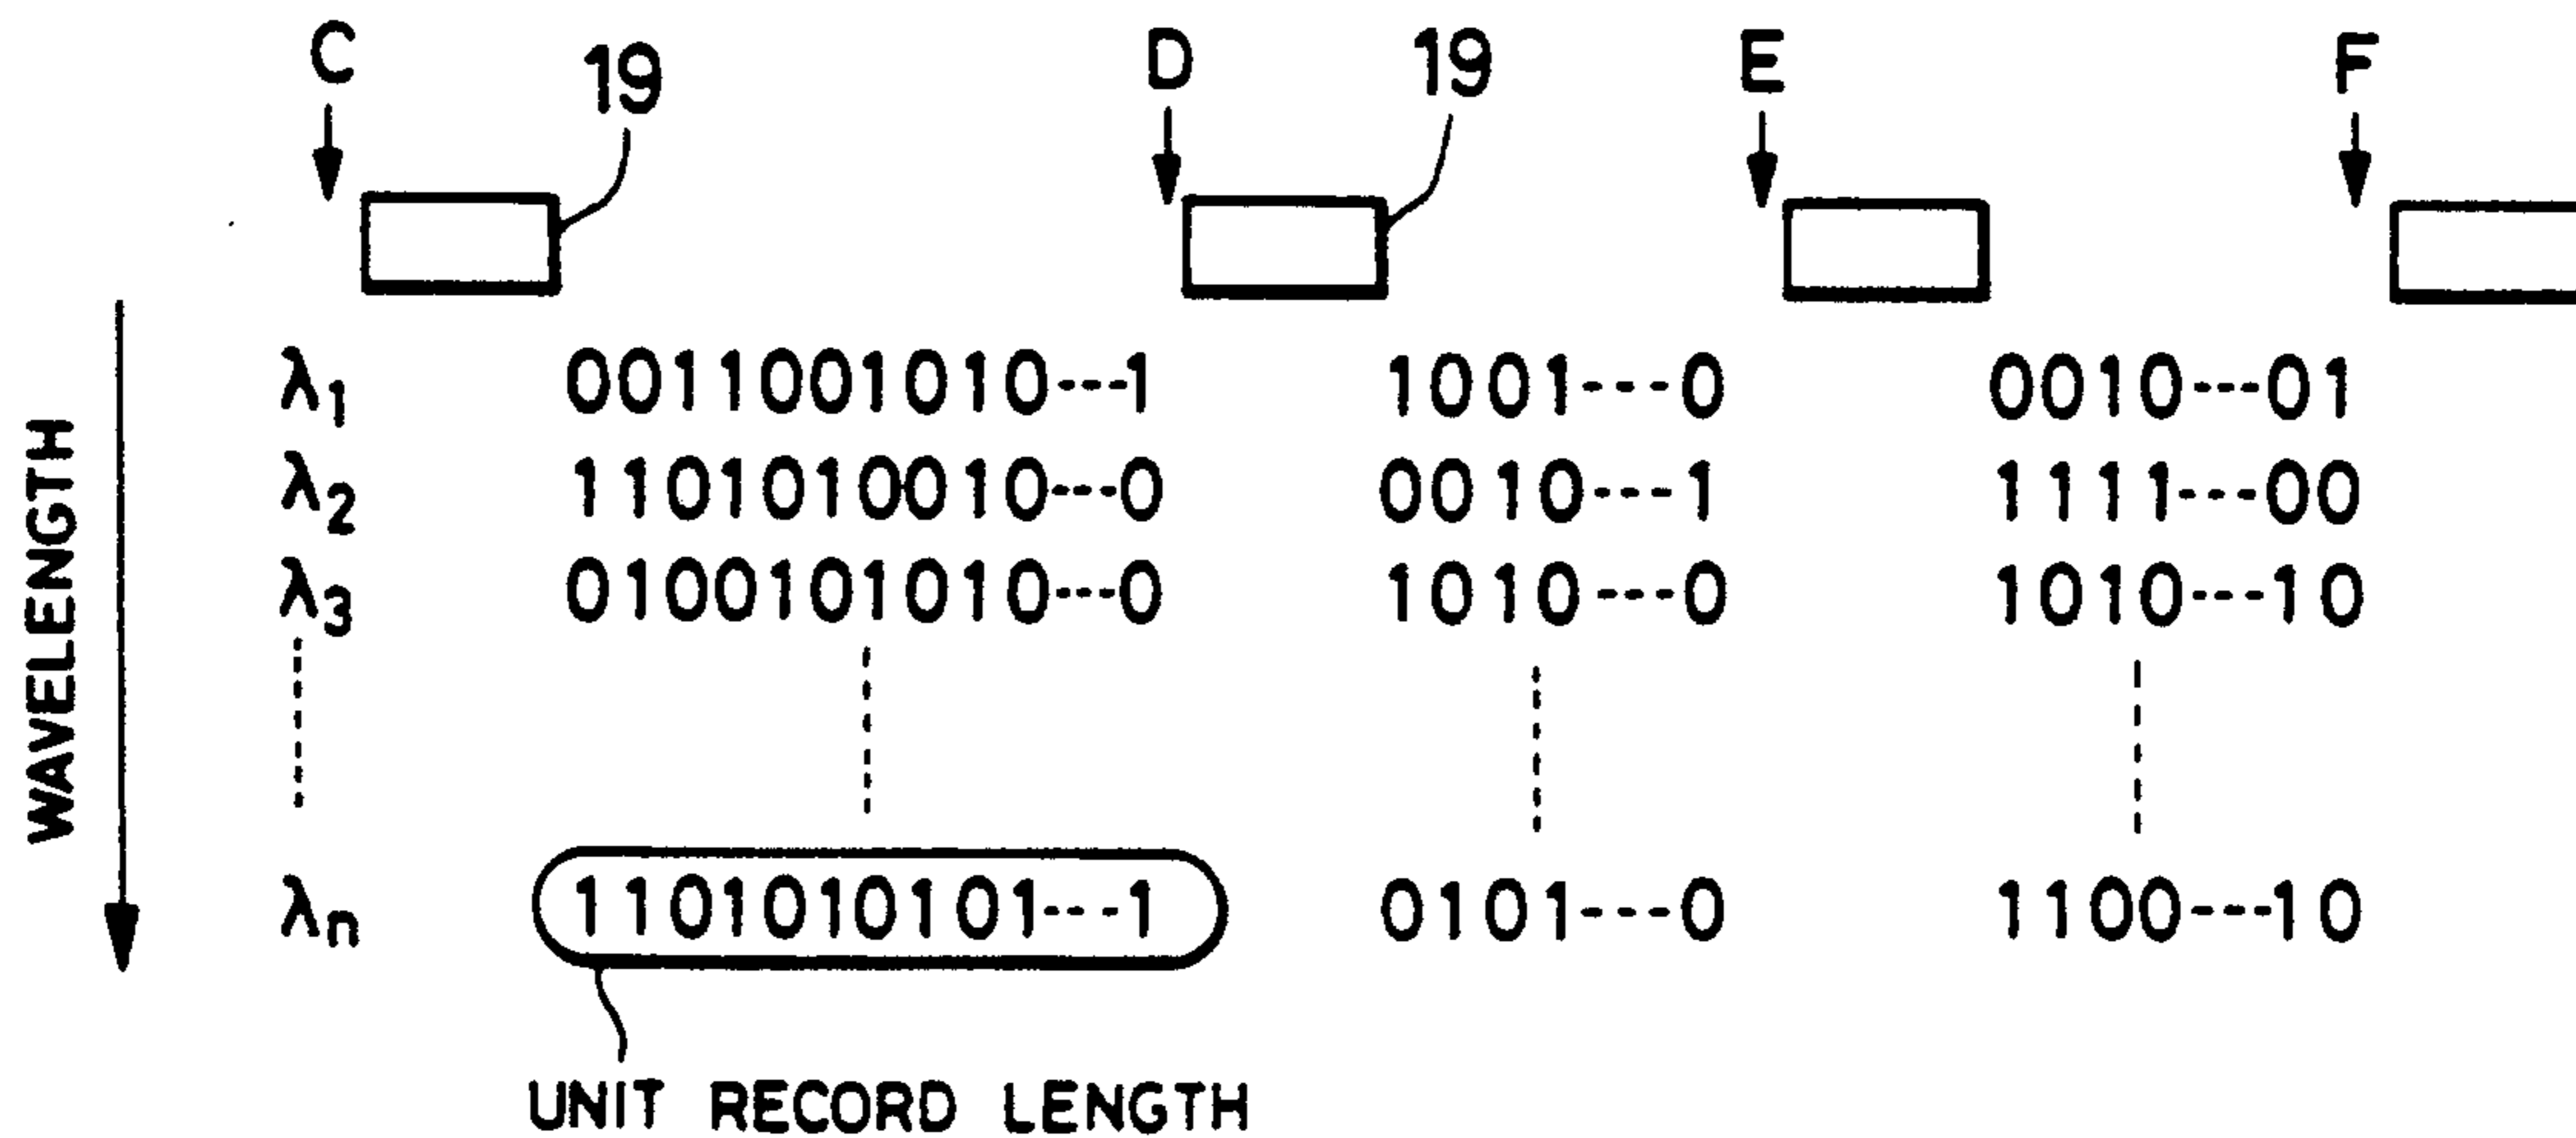 C 19 D 19 E F
λ1 0011001010---1 1001---0 0010---01
λ2 1101010010---0 0010---1 1111---00
λ3 0100101010---0 1010---0 1010---10
λn 1101010101---1 0101---0 1100---10
WAVELENGTH
UNIT RECORD LENGTH